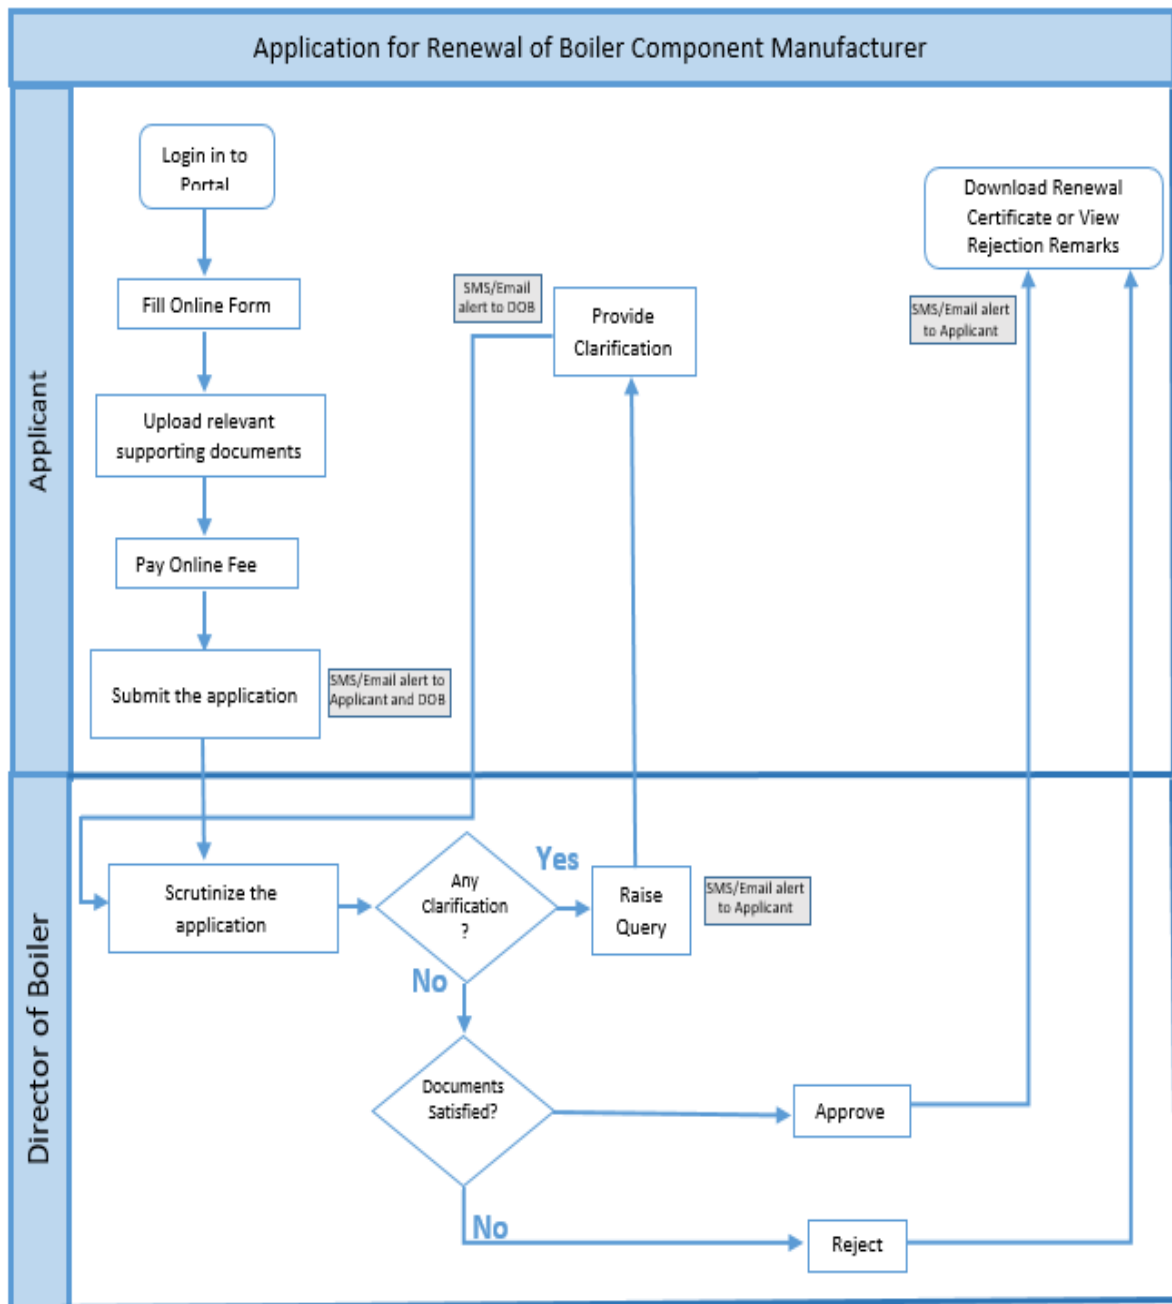 Application for Renewal of Boiler Component Manufacturer
Applicant
Login in to
Portal
Fill Online Form
Upload relevant
supporting documents
Pay Online Fee
Submit the application
SMS/Email alert to
Applicant and DOB
SMS/Email
alert to DOB
Provide
Clarification
Download Renewal
Certificate or View
Rejection Remarks
SMS/Email alert
to Applicant
Director of Boiler
Scrutinize the
application
Any
Clarification
?
Yes
Raise
Query
SMS/Email alert
to Applicant
No
Documents
Satisfied?
Approve
No
Reject